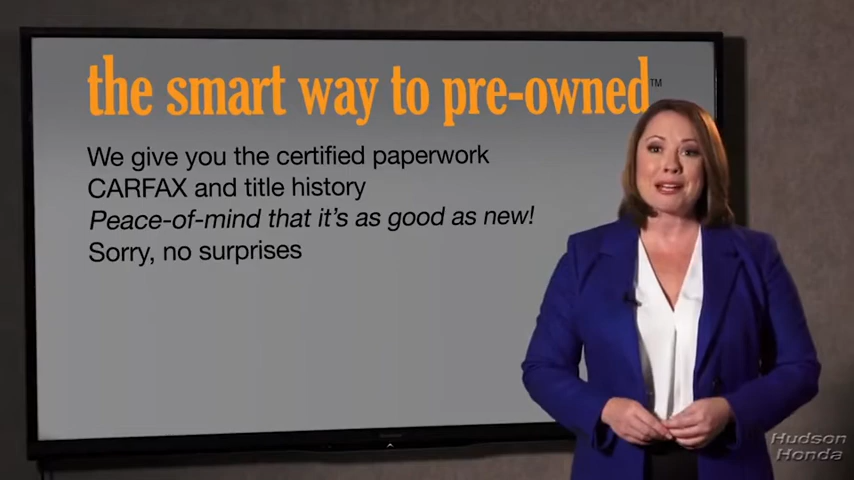 the smart way to pre-owned™
We give you the certified paperwork
CARFAX and title history
Peace-of-mind that it's as good as new!
Sorry, no surprises
Hudson
Honda